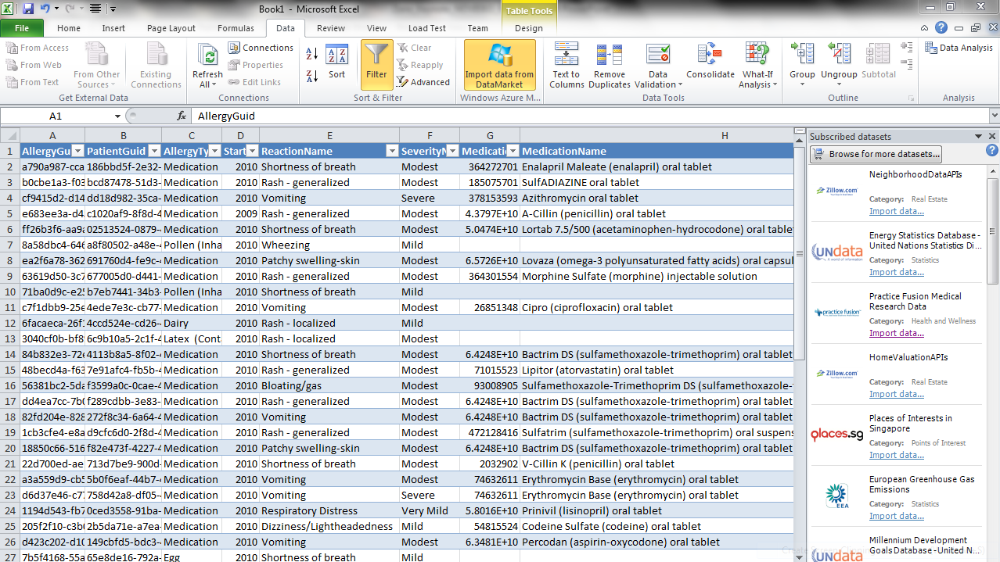 Book1 - Microsoft Excel
Table Tools
File Home Insert Page Layout Formulas Data Review View Load Test Team Design
From Access
From Web
From Text
From Other Sources
Existing Connections
Get External Data
Refresh All
Connections
Properties
Edit Links
Connections
Sort
Filter
Clear
Reapply
Advanced
Sort & Filter
Import data from DataMarket
Windows Azure M...
Text to Columns
Remove Duplicates
Data Validation
Consolidate
What-If Analysis
Data Tools
Group
Ungroup
Subtotal
Outline
Data Analysis
Analysis
A1 fx AllergyGuid
A B C D E F G H
1 AllergyGu PatientGuid AllergyTy Start ReactionName SeverityN Medicati MedicationName
2 a790a987-cca 186bbd5f-2e32- Medication 2010 Shortness of breath Modest 364272701 Enalapril Maleate (enalapril) oral tablet
3 b0cbe1a3-f03 bcd87478-51d3- Medication 2010 Rash - generalized Modest 185075701 SulfADIAZINE oral tablet
4 cf9415d2-d14 dd18d982-35ca- Medication 2010 Vomiting Severe 378153593 Azithromycin oral tablet
5 e683ee3a-d4 c1020af9-8f8d-4 Medication 2009 Rash - generalized Modest 4.3797E+10 A-Cillin (penicillin) oral tablet
6 ff26b3f6-aa9a 02513524-0879-4 Medication 2010 Shortness of breath Modest 5.0474E+10 Lortab 7.5/500 (acetaminophen-hydrocodone) oral table
7 8a58dbc4-646 a8f80502-a48e-4 Pollen (Inha 2010 Wheezing Mild
8 ea2f6a78-362 691760d4-fe9c-4 Medication 2010 Patchy swelling-skin Modest 6.5726E+10 Lovaza (omega-3 polyunsaturated fatty acids) oral capsul
9 63619d50-3c7 677005d0-d441- Medication 2010 Rash - generalized Modest 364301554 Morphine Sulfate (morphine) injectable solution
10 71ba0d9c-e25 b7eb7441-34b3- Pollen (Inha 2010 Shortness of breath Mild
11 c7f1dbb9-25e 4ede7e3c-cb77- Medication 2010 Vomiting Modest 26851348 Cipro (ciprofloxacin) oral tablet
12 6facaeca-26f1 4ccd524e-cd26- Dairy 2010 Rash - localized Mild
13 3040cf0b-bf8 6c9b10a5-2c1f-4 Latex (Cont 2010 Rash - localized Modest
14 84b832e3-72e 4113b8a5-8f02-4 Medication 2010 Shortness of breath Modest 6.4248E+10 Bactrim DS (sulfamethoxazole-trimethoprim) oral tablet
15 48becd4a-f63 7e91afc4-fb5b-4 Medication 2010 Rash - generalized Modest 71015523 Lipitor (atorvastatin) oral tablet
16 56381bc2-5da f3599a0c-0cae-4 Medication 2010 Bloating/gas Modest 93008905 Sulfamethoxazole-Trimethoprim DS (sulfamethoxazole-
17 dd4ea7cc-7b0 f289cdbb-3e83- Medication 2010 Rash - generalized Modest 6.4248E+10 Bactrim DS (sulfamethoxazole-trimethoprim) oral tablet
18 82fd204e-828 272f8c34-6a64-4 Medication 2010 Vomiting Modest 6.4248E+10 Bactrim DS (sulfamethoxazole-trimethoprim) oral tablet
19 1cb3cfe4-e8a d9cfc6d0-2f8d-4 Medication 2010 Rash - generalized Modest 472128416 Sulfatrim (sulfamethoxazole-trimethoprim) oral suspens
20 18850c66-516 f82e473f-4227-4 Medication 2010 Patchy swelling-skin Modest 6.4248E+10 Bactrim DS (sulfamethoxazole-trimethoprim) oral tablet
21 22d700ed-ae 713d7be9-900d- Medication 2010 Shortness of breath Modest 2032902 V-Cillin K (penicillin) oral tablet
22 a3a559d9-cb5 5b0f6eaf-44b7-4 Medication 2010 Vomiting Modest 74632611 Erythromycin Base (erythromycin) oral tablet
23 d6d37e46-c77 758d42a8-df05-4 Medication 2010 Vomiting Severe 74632611 Erythromycin Base (erythromycin) oral tablet
24 1194d543-fb7 0ced3558-91ba- Medication 2010 Respiratory Distress Very Mild 5.8016E+10 Prinivil (lisinopril) oral tablet
25 205f2f10-c3b 2b5da71e-a7ea- Medication 2010 Dizziness/Lightheadedness Mild 54815524 Codeine Sulfate (codeine) oral tablet
26 d423c202-d10 149cbfd5-bdc3-4 Medication 2010 Vomiting Modest 6.3481E+10 Percodan (aspirin-oxycodone) oral tablet
27 7b5f4168-55a 65e8de16-792a- Egg 2010 Shortness of breath Mild
Subscribed datasets
Browse for more datasets...
Zillow.com
NeighborhoodDataAPIs
Category: Real Estate
Import data...
undata
Energy Statistics Database -
United Nations Statistics Di...
Category: Statistics
Import data...
practice fusion
Practice Fusion Medical
Research Data
Category: Health and Wellness
Import data...
Zillow.com
HomeValuationAPIs
Category: Real Estate
Import data...
places.sg
Places of Interests in
Singapore
Category: Points of Interest
Import data...
EEA
European Greenhouse Gas
Emissions
Category: Statistics
Import data...
undata
Millennium Development
Goals Database - United N...